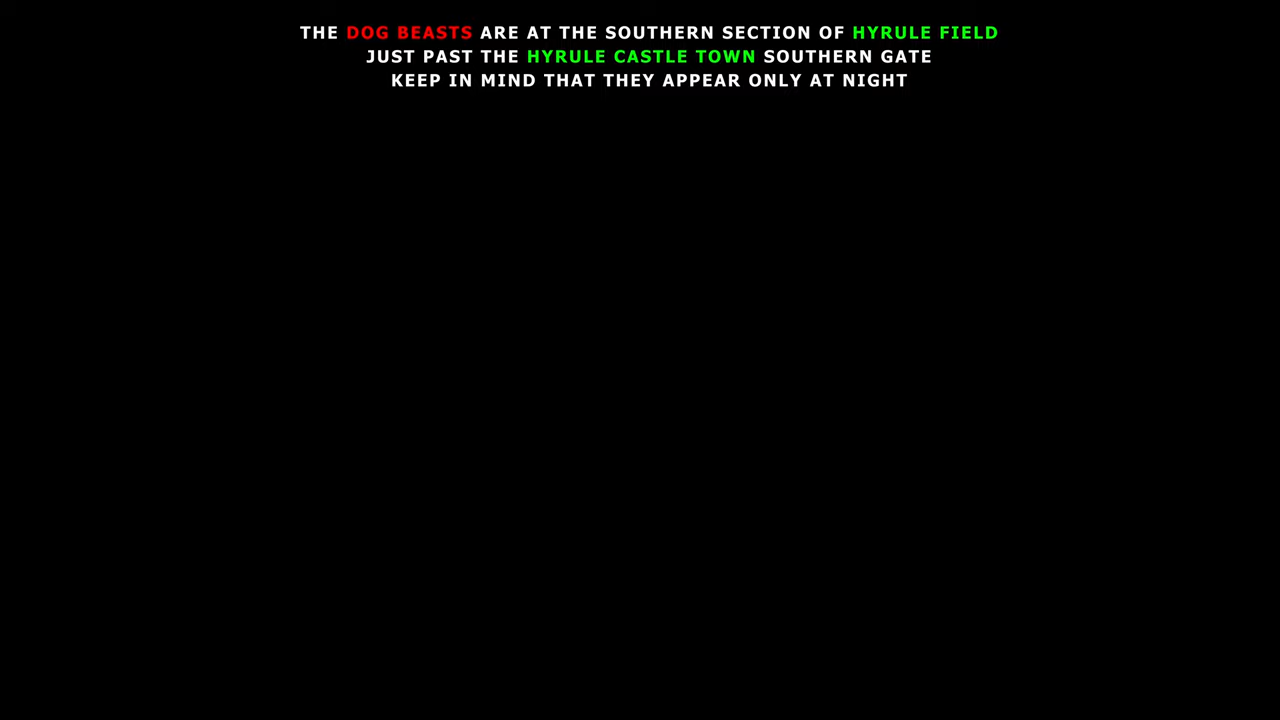 THE DOG BEASTS ARE AT THE SOUTHERN SECTION OF HYRULE FIELD
JUST PAST THE HYRULE CASTLE TOWN SOUTHERN GATE
KEEP IN MIND THAT THEY APPEAR ONLY AT NIGHT